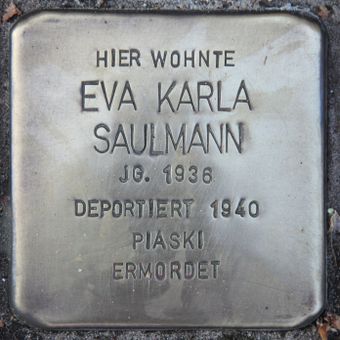 HIER WOHNTE
EVA KARLA
SAULMANN
JG. 1936
DEPORTIERT 1940
PIASKI
ERMORDET